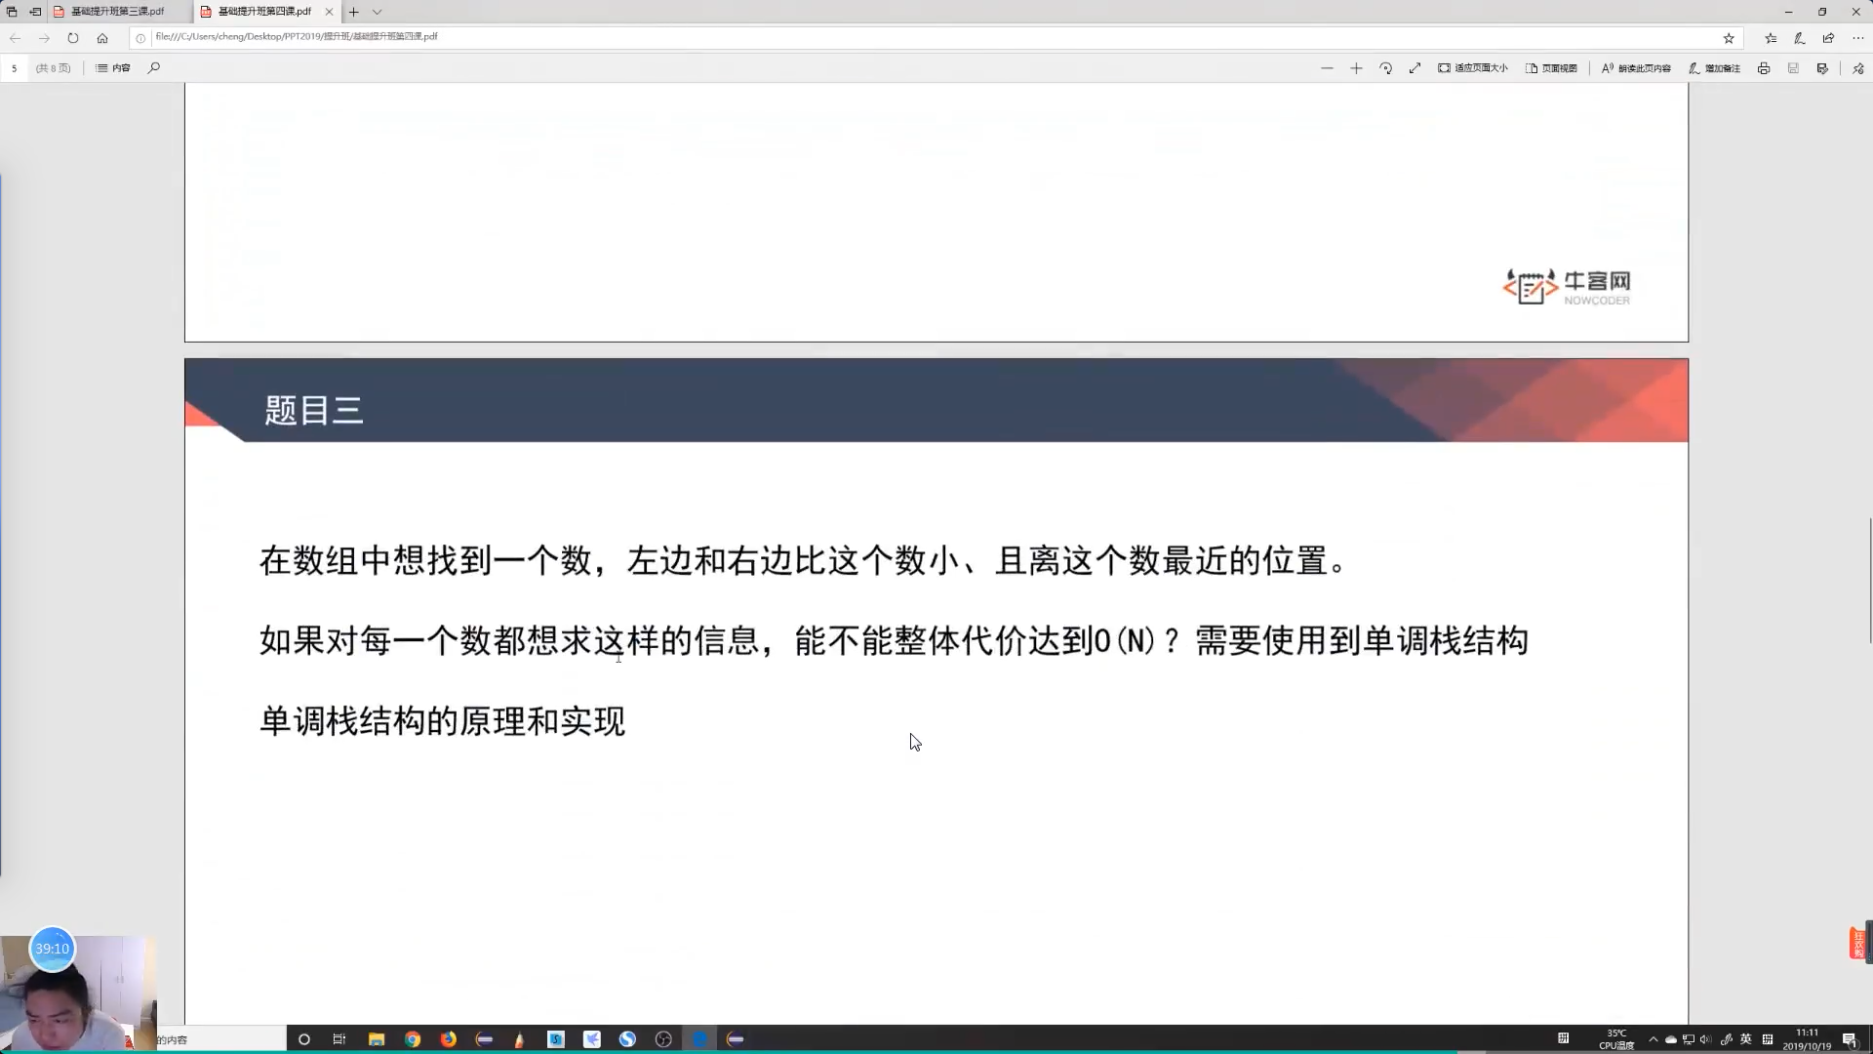 基础提升班第三课.pdf
基础提升班第四课.pdf
file:///C:/Users/cheng/Desktop/PPT2019/提升班/基础提升班第四课.pdf
5 (共 8 页) 内容
适应页面大小 页面视图 朗读此页内容 增加备注
牛客网
NOWCODER
题目三
在数组中想找到一个数，左边和右边比这个数小、且离这个数最近的位置。
如果对每一个数都想求这样的信息，能不能整体代价达到O(N)？需要使用到单调栈结构
单调栈结构的原理和实现
39:10
的内容
35℃
CPU温度
英
11:11
2019/10/19